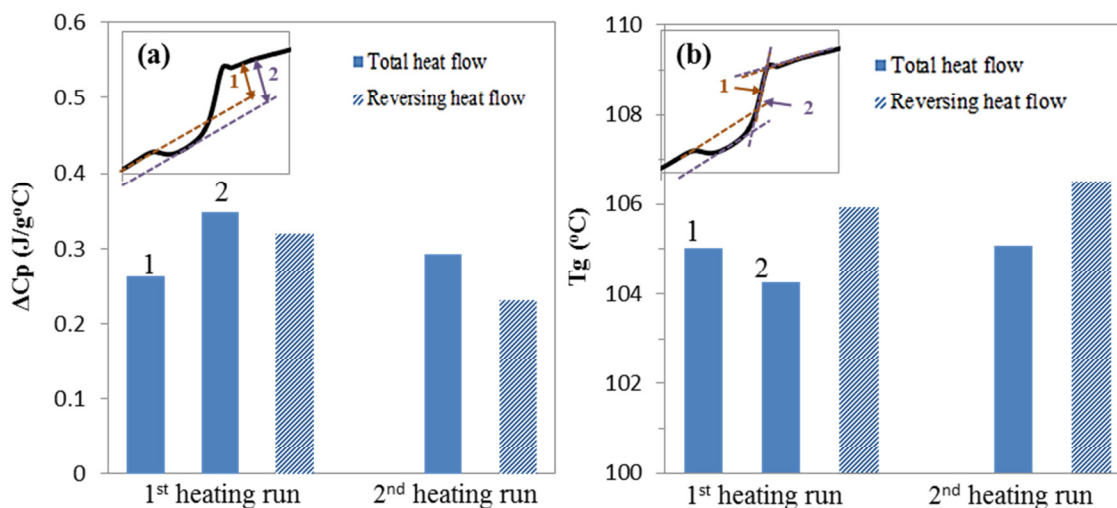 (a)
1
2
Total heat flow
Reversing heat flow
0.6
0.5
0.4
0.3
0.2
0.1
0
ΔCp (J/gºC)
1
2
1st heating run
2nd heating run
(b)
1
2
Total heat flow
Reversing heat flow
110
108
106
104
102
100
Tg (ºC)
1
2
1st heating run
2nd heating run